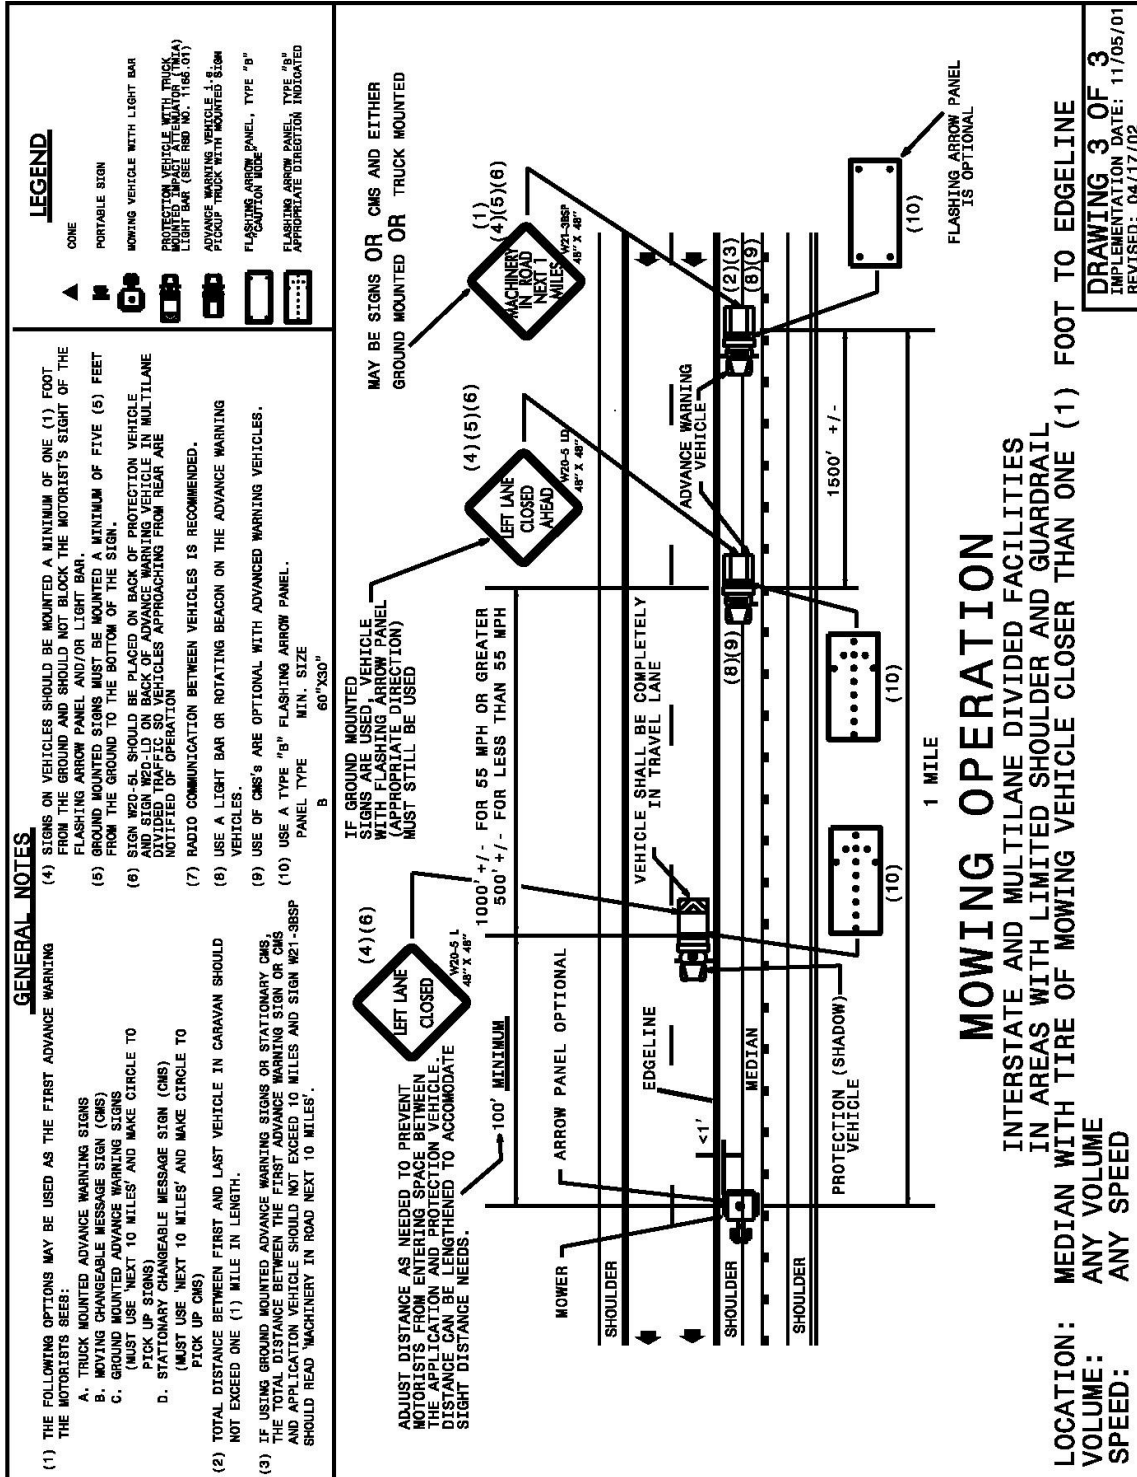 GENERAL NOTES
(1) THE FOLLOWING OPTIONS MAY BE USED AS THE FIRST ADVANCE WARNING
THE MOTORISTS SEES:
A. TRUCK MOUNTED ADVANCE WARNING SIGNS
B. MOVING CHANGEABLE MESSAGE SIGN (CMS)
C. GROUND MOUNTED ADVANCE WARNING SIGNS
(MUST USE 'NEXT 10 MILES' AND MAKE CIRCLE TO
PICK UP SIGNS)
D. STATIONARY CHANGEABLE MESSAGE SIGN (CMS)
(MUST USE 'NEXT 10 MILES' AND MAKE CIRCLE TO
PICK UP CMS)
(2) TOTAL DISTANCE BETWEEN FIRST AND LAST VEHICLE IN CARAVAN SHOULD
NOT EXCEED ONE (1) MILE IN LENGTH.
(3) IF USING GROUND MOUNTED ADVANCE WARNING SIGNS OR STATIONARY CMS,
THE TOTAL DISTANCE BETWEEN THE FIRST ADVANCE WARNING SIGN OR CMS
AND APPLICATION VEHICLE SHOULD NOT EXCEED 10 MILES AND SIGN W21-3BSP
SHOULD READ 'MACHINERY IN ROAD NEXT 10 MILES'.
(4) SIGNS ON VEHICLES SHOULD BE MOUNTED A MINIMUM OF ONE (1) FOOT
FROM THE GROUND AND SHOULD NOT BLOCK THE MOTORIST'S SIGHT OF THE
FLASHING ARROW PANEL AND/OR LIGHT BAR.
(5) GROUND MOUNTED SIGNS MUST BE MOUNTED A MINIMUM OF FIVE (5) FEET
FROM THE GROUND TO THE BOTTOM OF THE SIGN.
(6) SIGN W20-5L SHOULD BE PLACED ON BACK OF PROTECTION VEHICLE
AND SIGN W20-LD ON BACK OF ADVANCE WARNING VEHICLE IN MULTILANE
DIVIDED TRAFFIC SO VEHICLES APPROACHING FROM REAR ARE
NOTIFIED OF OPERATION
(7) RADIO COMMUNICATION BETWEEN VEHICLES IS RECOMMENDED.
(8) USE A LIGHT BAR OR ROTATING BEACON ON THE ADVANCE WARNING
VEHICLES.
(9) USE OF CMS's ARE OPTIONAL WITH ADVANCED WARNING VEHICLES.
(10) USE A TYPE "B" FLASHING ARROW PANEL.
PANEL TYPE MIN. SIZE
B 60"X30"
LEGEND
CONE
PORTABLE SIGN
MOWING VEHICLE WITH LIGHT BAR
PROTECTION VEHICLE WITH TRUCK
MOUNTED IMPACT ATTENUATOR (TMIA)
LIGHT BAR (SEE RBD NO. 1166.01)
ADVANCE WARNING VEHICLE i.e.
PICKUP TRUCK WITH MOUNTED SIGN
FLASHING ARROW PANEL, TYPE "B"
"CAUTION MODE"
FLASHING ARROW PANEL, TYPE "B"
APPROPRIATE DIRECTION INDICATED
ADJUST DISTANCE AS NEEDED TO PREVENT
MOTORISTS FROM ENTERING SPACE BETWEEN
THE APPLICATION AND PROTECTION VEHICLE.
DISTANCE CAN BE LENGTHENED TO ACCOMODATE
SIGHT DISTANCE NEEDS.
LEFT LANE
CLOSED
(4)(6)
W20-5 L
48" X 48"
IF GROUND MOUNTED
SIGNS ARE USED, VEHICLE
WITH FLASHING ARROW PANEL
(APPROPRIATE DIRECTION)
MUST STILL BE USED
LEFT LANE
CLOSED
AHEAD
(4)(5)(6)
W20-5 LD
48" X 48"
MAY BE SIGNS OR CMS AND EITHER
GROUND MOUNTED OR TRUCK MOUNTED
MACHINERY
IN ROAD
NEXT 1
MILES
(1)
(4)(5)(6)
W21-3BSP
48" X 48"
100' MINIMUM
1000' +/- FOR 55 MPH OR GREATER
500' +/- FOR LESS THAN 55 MPH
MOWER
ARROW PANEL OPTIONAL
EDGELINE
VEHICLE SHALL BE COMPLETELY
IN TRAVEL LANE
ADVANCE WARNING
VEHICLE
SHOULDER
SHOULDER
SHOULDER
<1'
MEDIAN
(8)(9)
(2)(3)
(8)(9)
PROTECTION (SHADOW)
VEHICLE
(10)
(10)
(10)
1500' +/-
FLASHING ARROW PANEL
IS OPTIONAL
1 MILE
MOWING OPERATION
INTERSTATE AND MULTILANE DIVIDED FACILITIES
IN AREAS WITH LIMITED SHOULDER AND GUARDRAIL
LOCATION: MEDIAN WITH TIRE OF MOWING VEHICLE CLOSER THAN ONE (1) FOOT TO EDGELINE
VOLUME: ANY VOLUME
SPEED: ANY SPEED
DRAWING 3 OF 3
IMPLEMENTATION DATE: 11/05/01
REVISED: 04/17/02